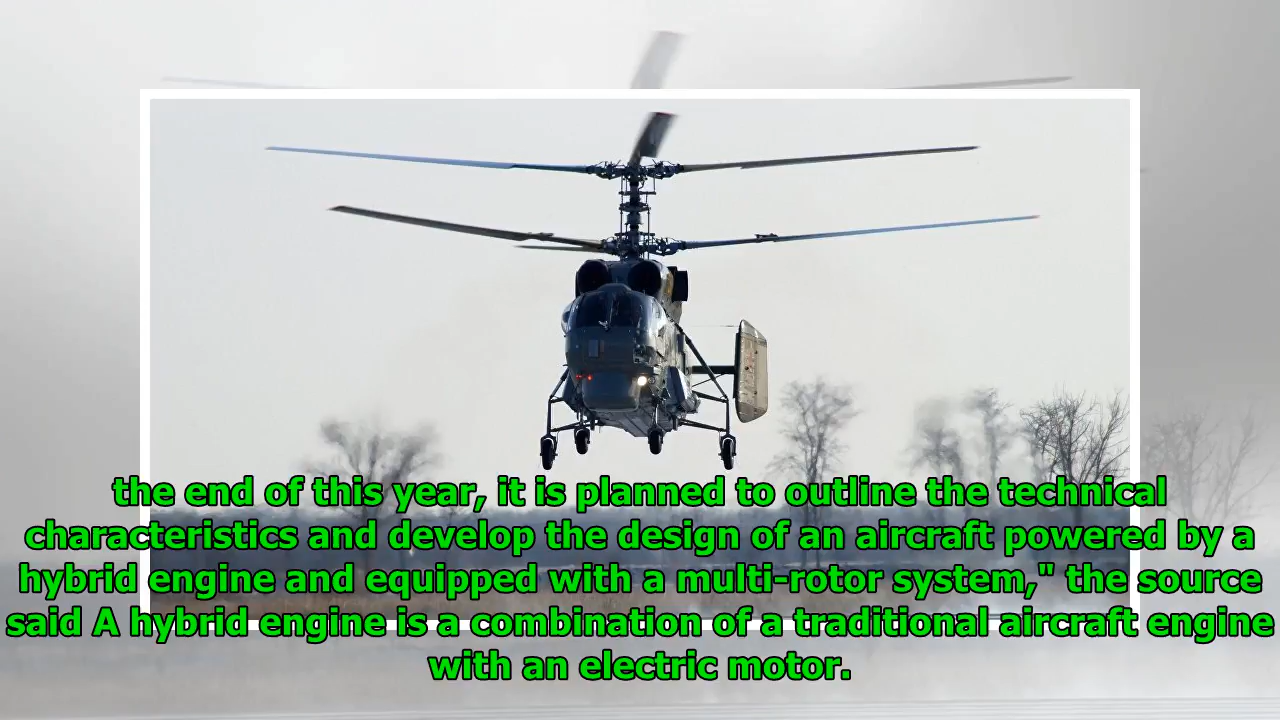 the end of this year, it is planned to outline the technical
characteristics and develop the design of an aircraft powered by a
hybrid engine and equipped with a multi-rotor system," the source
said A hybrid engine is a combination of a traditional aircraft engine
with an electric motor.